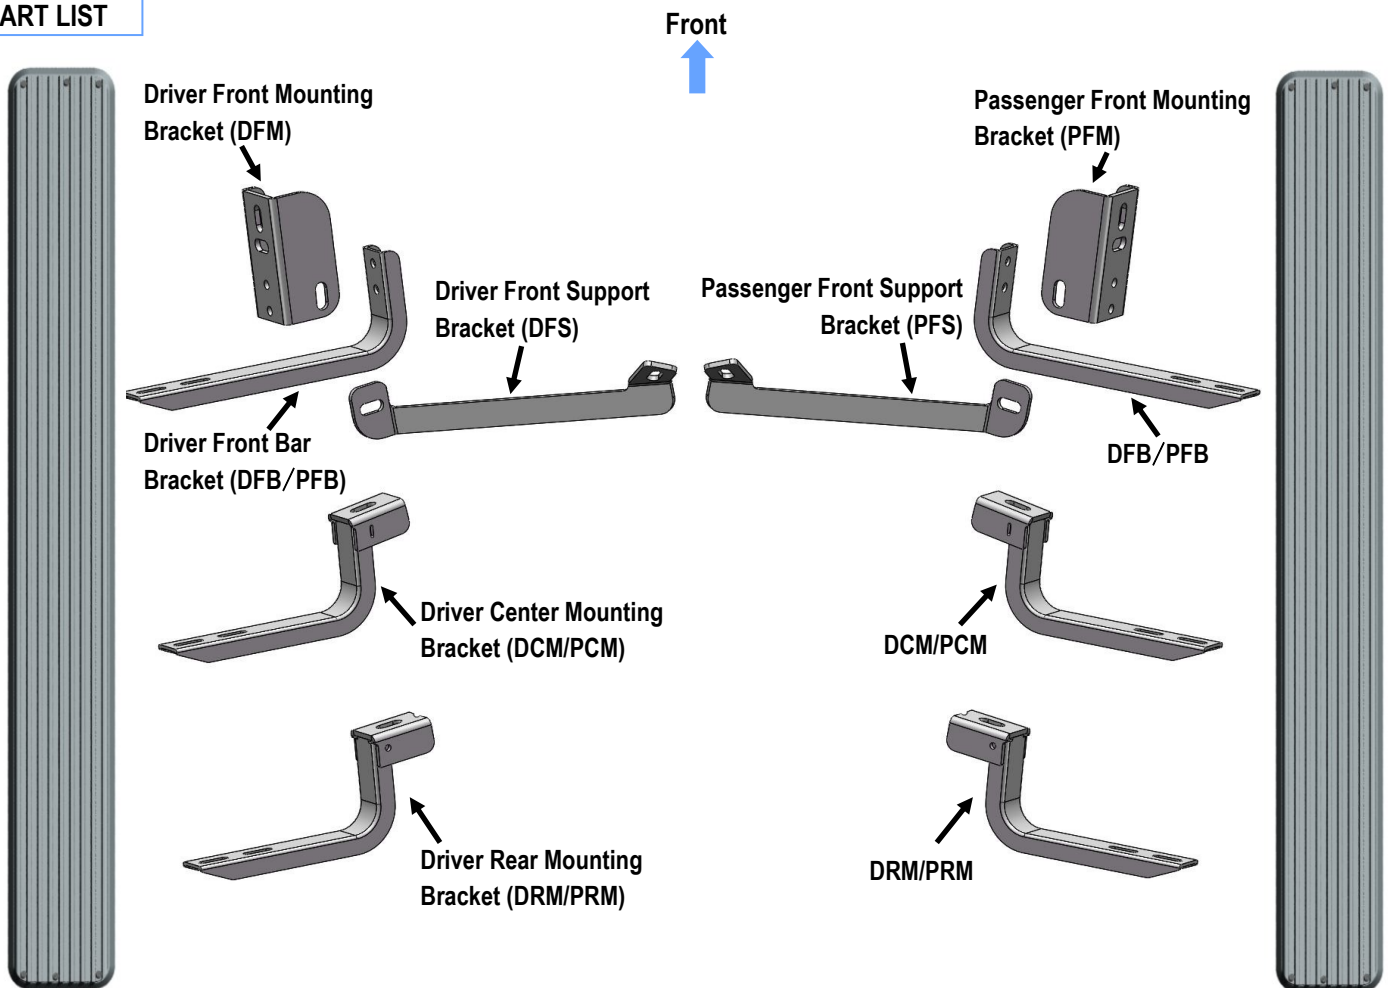 ART LIST
Front
Driver Front Mounting
Bracket (DFM)
Passenger Front Mounting
Bracket (PFM)
Driver Front Support
Bracket (DFS)
Passenger Front Support
Bracket (PFS)
Driver Front Bar
Bracket (DFB/PFB)
DFB/PFB
Driver Center Mounting
Bracket (DCM/PCM)
DCM/PCM
Driver Rear Mounting
Bracket (DRM/PRM)
DRM/PRM